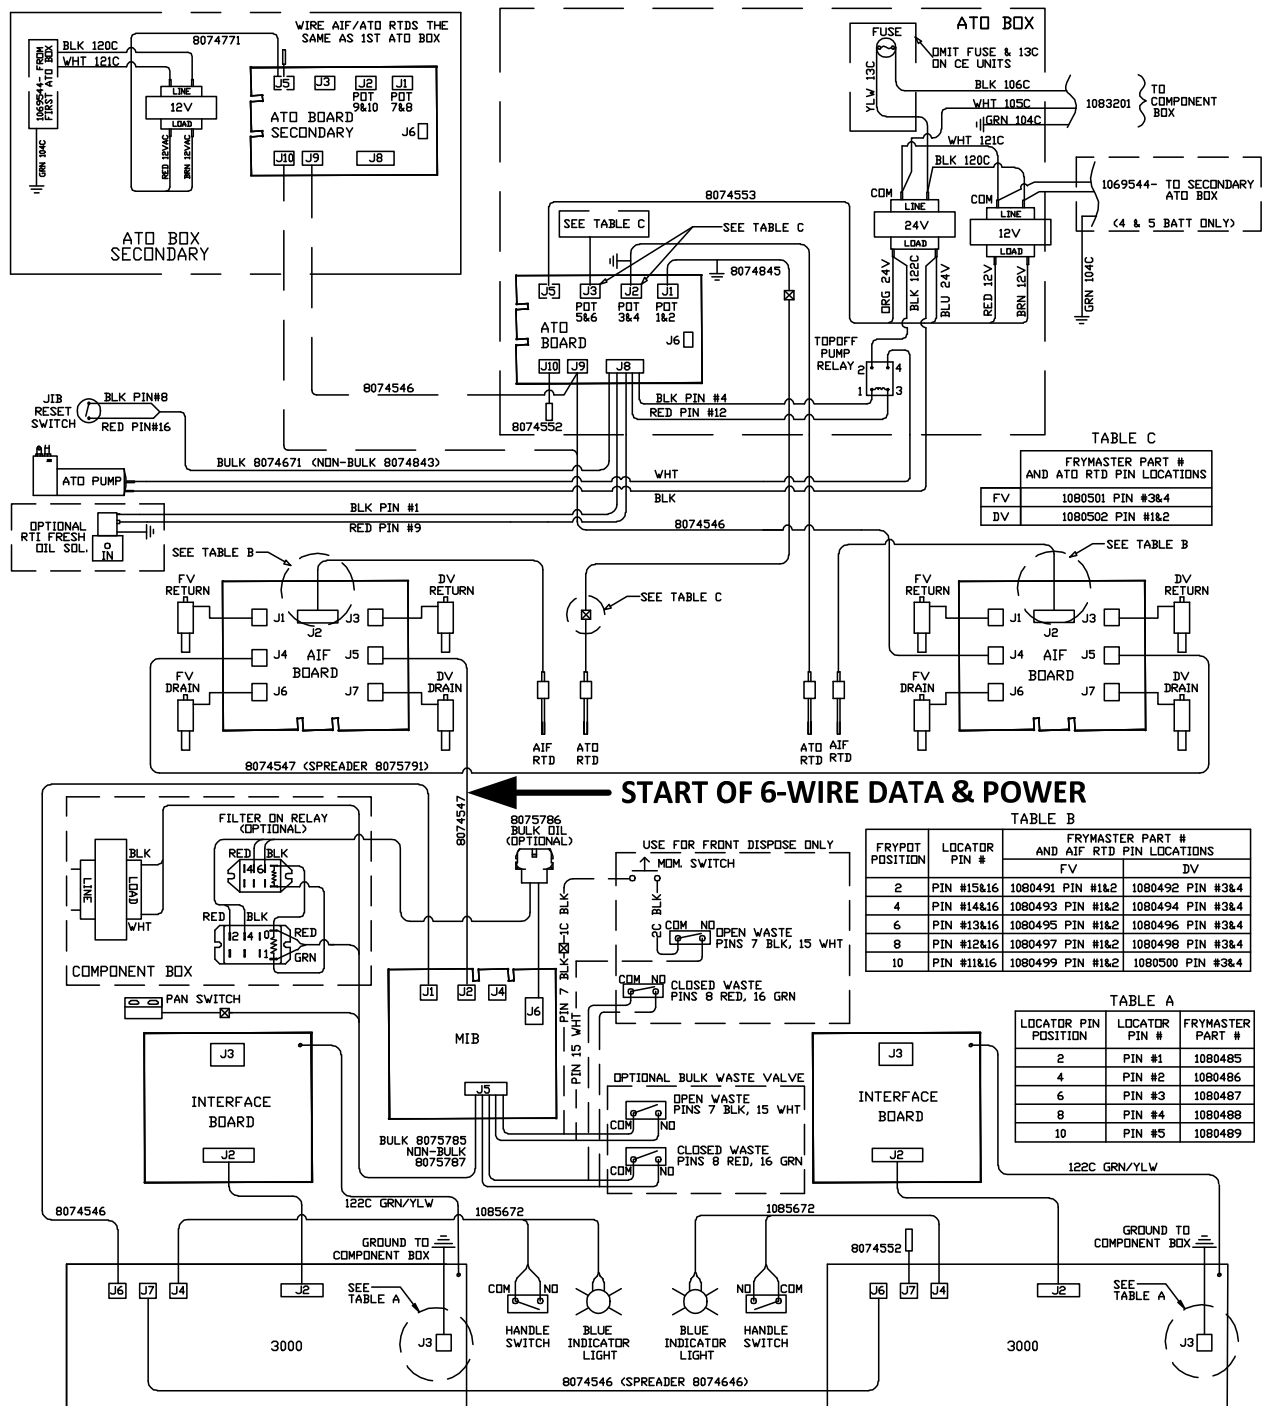 WIRE AIF/ATO RTDS THE
SAME AS 1ST ATO BOX
8074771
1069544- FROM
FIRST ATO BOX
BLK 120C
WHT 121C
LINE
12V
LOAD
RED 12VAC
BRN 12VAC
GRN 104C
J5
J3
J2
J1
POT
9&10
POT
7&8
ATO BOARD
SECONDARY
J6
J10
J9
J8
ATO BOX
SECONDARY
ATO BOX
FUSE
OMIT FUSE & 13C
ON CE UNITS
YLW 13C
BLK 106C
WHT 105C
GRN 104C
1083201
TO
COMPONENT
BOX
WHT 121C
BLK 120C
COM
LINE
24V
LOAD
COM
LINE
12V
LOAD
1069544- TO SECONDARY
ATO BOX
(4 & 5 BATT ONLY)
GRN 104C
ORG 24V
BLK 122C
BLU 24V
RED 12V
BRN 12V
8074553
SEE TABLE C
SEE TABLE C
8074845
J5
J3
J2
J1
POT
5&6
POT
3&4
POT
1&2
ATO
BOARD
J6
J10
J9
J8
TOPOFF
PUMP
RELAY
2
4
1
3
8074546
BLK PIN #4
RED PIN #12
8074552
JIB
RESET
SWITCH
BLK PIN#8
RED PIN#16
BULK 8074671 (NON-BULK 8074843)
ATO PUMP
WHT
BLK
OPTIONAL
RTI FRESH
OIL SOL.
IN
BLK PIN #1
RED PIN #9
8074546
TABLE C
FRYMASTER PART #
AND ATO RTD PIN LOCATIONS
FV 1080501 PIN #3&4
DV 1080502 PIN #1&2
SEE TABLE B
SEE TABLE C
SEE TABLE B
FV
RETURN
DV
RETURN
J1
J2
J3
J4
AIF
BOARD
J5
FV
DRAIN
DV
DRAIN
J6
J7
AIF
RTD
ATO
RTD
ATO
RTD
AIF
RTD
FV
RETURN
DV
RETURN
J1
J2
J3
J4
AIF
BOARD
J5
FV
DRAIN
DV
DRAIN
J6
J7
8074547 (SPREADER 8075791)
8074547
START OF 6-WIRE DATA & POWER
TABLE B
FRYPOT
POSITION
LOCATOR
PIN #
FRYMASTER PART #
AND AIF RTD PIN LOCATIONS
FV DV
2 PIN #15&16 1080491 PIN #1&2 1080492 PIN #3&4
4 PIN #14&16 1080493 PIN #1&2 1080494 PIN #3&4
6 PIN #13&16 1080495 PIN #1&2 1080496 PIN #3&4
8 PIN #12&16 1080497 PIN #1&2 1080498 PIN #3&4
10 PIN #11&16 1080499 PIN #1&2 1080500 PIN #3&4
FILTER ON RELAY
(OPTIONAL)
RED
BLK
4 6
BLK
LINE
LOAD
WHT
RED
BLK
2 4
RED
GRN
COMPONENT BOX
8075786
BULK OIL
(OPTIONAL)
USE FOR FRONT DISPOSE ONLY
MOM. SWITCH
1C BLK
2C BLK
COM NO
OPEN WASTE
PINS 7 BLK, 15 WHT
COM NO
CLOSED WASTE
PINS 8 RED, 16 GRN
PIN 7 BLK
PIN 15 WHT
PAN SWITCH
J1
J2
J4
J6
MIB
J5
BULK 8075785
NON-BULK
8075787
OPTIONAL BULK WASTE VALVE
OPEN WASTE
PINS 7 BLK, 15 WHT
COM
NO
CLOSED WASTE
PINS 8 RED, 16 GRN
COM
NO
TABLE A
LOCATOR PIN
POSITION
LOCATOR
PIN #
FRYMASTER
PART #
2 PIN #1 1080485
4 PIN #2 1080486
6 PIN #3 1080487
8 PIN #4 1080488
10 PIN #5 1080489
J3
INTERFACE
BOARD
J2
J3
INTERFACE
BOARD
J2
122C GRN/YLW
122C GRN/YLW
8074546
1085672
1085672
GROUND TO
COMPONENT BOX
8074552
GROUND TO
COMPONENT BOX
J6
J7
J4
J2
SEE
TABLE A
J3
3000
COM
NO
HANDLE
SWITCH
BLUE
INDICATOR
LIGHT
BLUE
INDICATOR
LIGHT
NO
COM
HANDLE
SWITCH
J6
J7
J4
J2
SEE
TABLE A
J3
3000
8074546 (SPREADER 8074646)